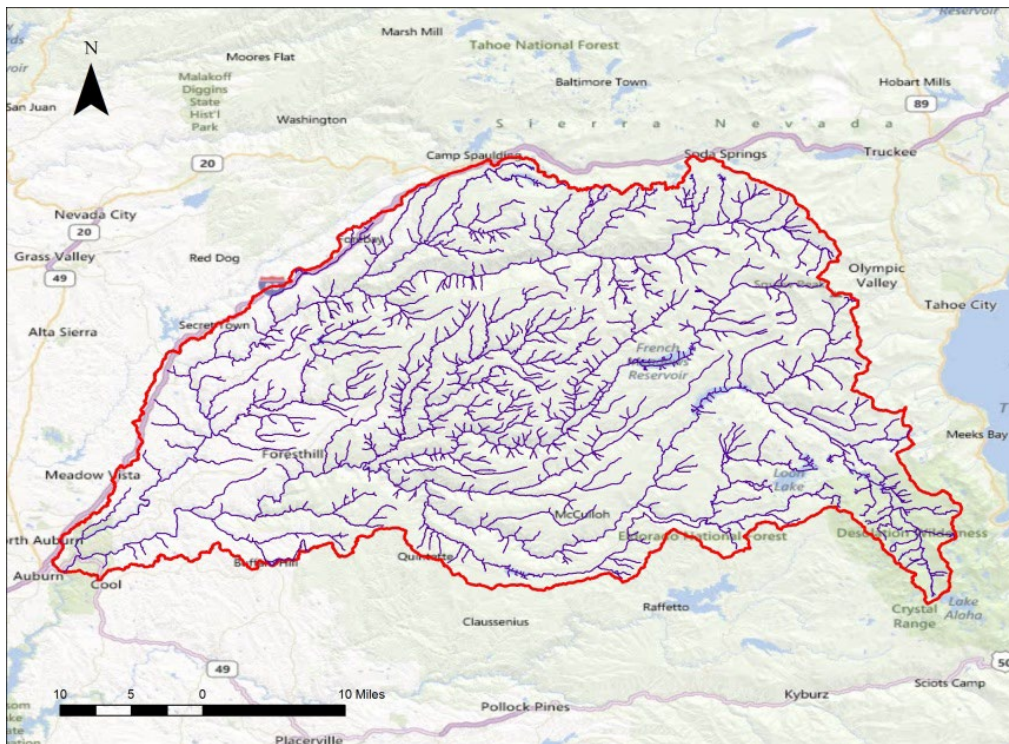 Reservoir
Marsh Mill
N
Tahoe National Forest
Moores Flat
Malakoff
Diggins
State
Hist'l
Park
Baltimore Town
Hobart Mills
89
San Juan
Washington
Sierra Nevada
20
Camp Spaulding
Soda Springs
Truckee
Nevada City
20
Grass Valley
49
Red Dog
Forebay
Olympic
Valley
Tahoe City
Alta Sierra
Secret Town
French
Reservoir
Meeks Bay
Meadow Vista
Foresthill
Loon
Lake
McCulloh
Eldorado National Forest
Desolation Wilderness
North Auburn
Auburn
Cool
Buffalo Hill
Quintette
Raffetto
Crystal
Range
Lake
Aloha
Claussenius
49
50
Sciots Camp
Kyburz
10 5 0 10 Miles
Pollock Pines
Placerville